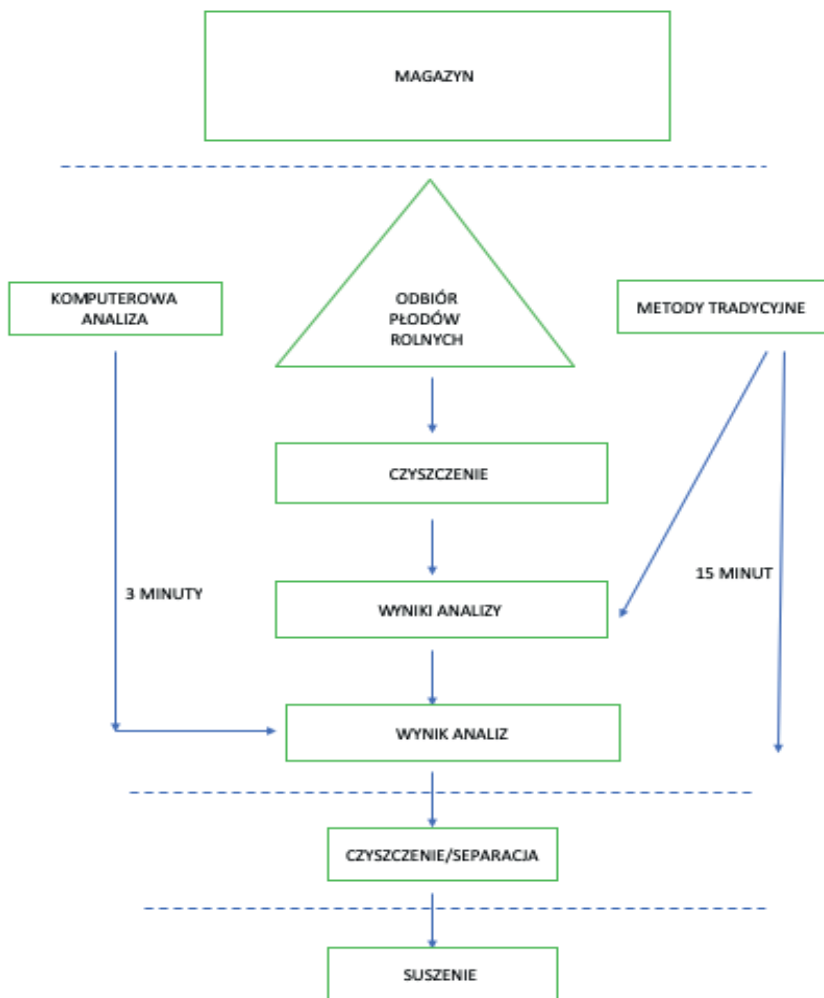 MAGAZYN
KOMPUTEROWA
ANALIZA
ODBIÓR
PŁODÓW
ROLNYCH
METODY TRADYCYJNE
CZYSZCZENIE
3 MINUTY
15 MINUT
WYNIKI ANALIZY
WYNIK ANALIZ
CZYSZCZENIE/SEPARACJA
SUSZENIE